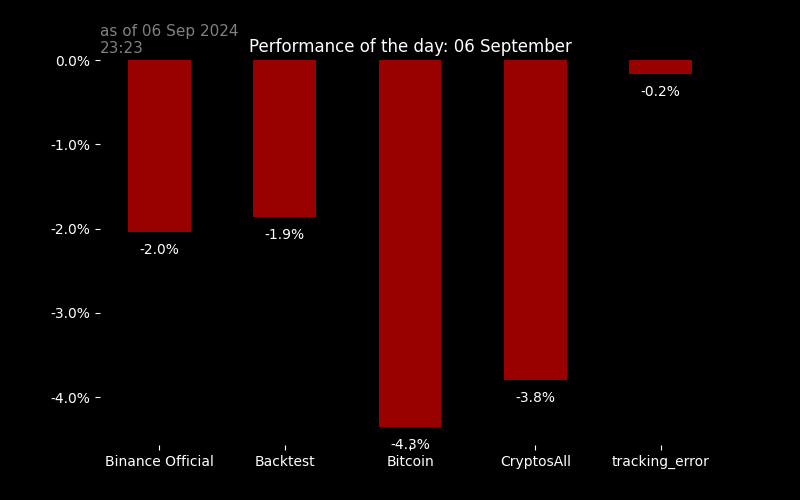 as of 06 Sep 2024
23:23
Performance of the day: 06 September
0.0%
-1.0%
-2.0%
-3.0%
-4.0%
-2.0%
-1.9%
-4.3%
-3.8%
-0.2%
Binance Official
Backtest
Bitcoin
CryptosAll
tracking_error